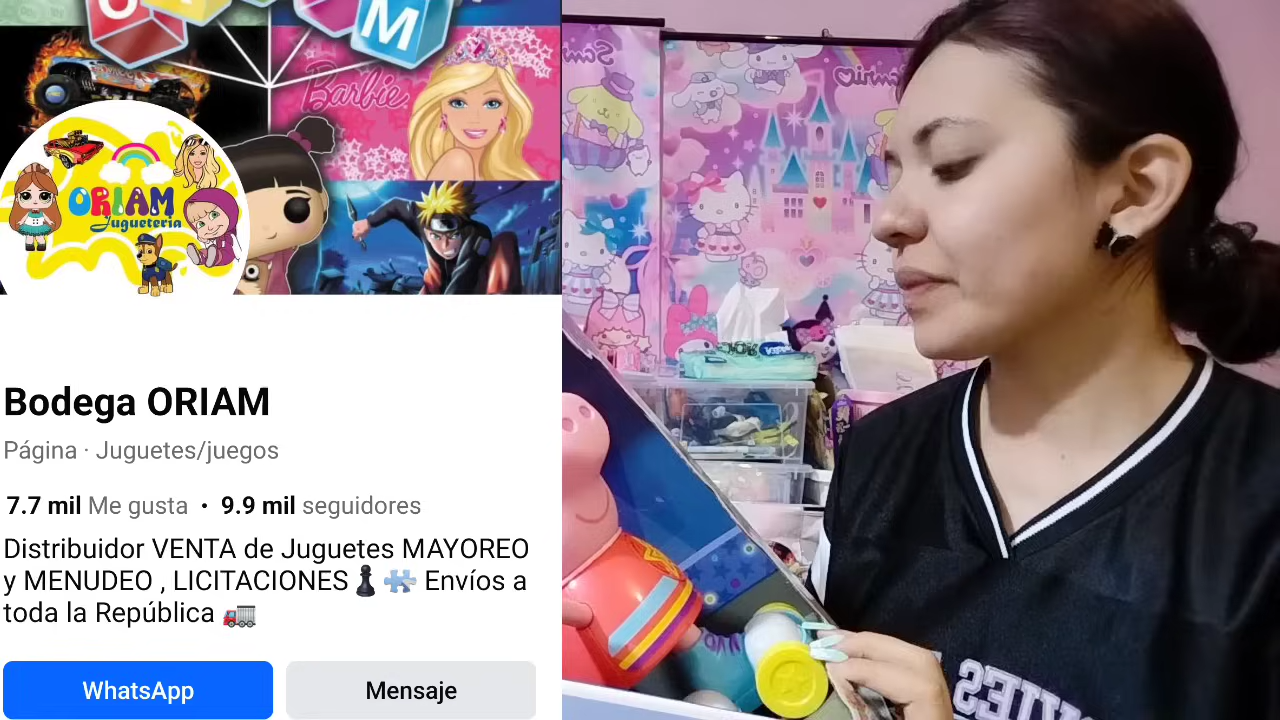 O
M
Barbie
ORIAM
Juguetería
Bodega ORIAM
Página · Juguetes/juegos
7.7 mil Me gusta • 9.9 mil seguidores
Distribuidor VENTA de Juguetes MAYOREO
y MENUDEO , LICITACIONES♟️🧩 Envíos a
toda la República 🚛
WhatsApp
Mensaje
Sanrio